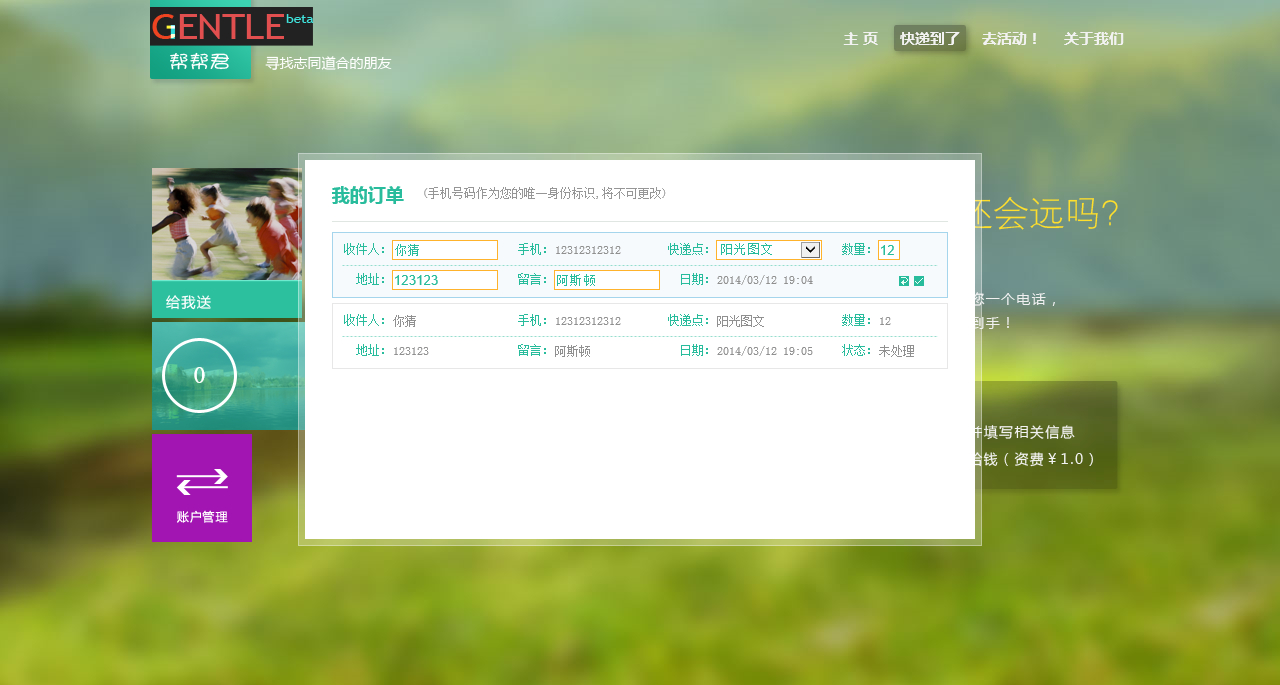 GENTLE beta
帮帮君
寻找志同道合的朋友
主 页 快递到了 去活动！ 关于我们
给我送
0
账户管理
还会远吗?
您一个电话，
到手！
并填写相关信息
给钱（资费￥1.0）
我的订单 (手机号码作为您的唯一身份标识,将不可更改)
收件人: 你猜 手机: 12312312312 快递点: 阳光图文 数量: 12
地址: 123123 留言: 阿斯顿 日期: 2014/03/12 19:04
收件人: 你猜 手机: 12312312312 快递点: 阳光图文 数量: 12
地址: 123123 留言: 阿斯顿 日期: 2014/03/12 19:05 状态: 未处理